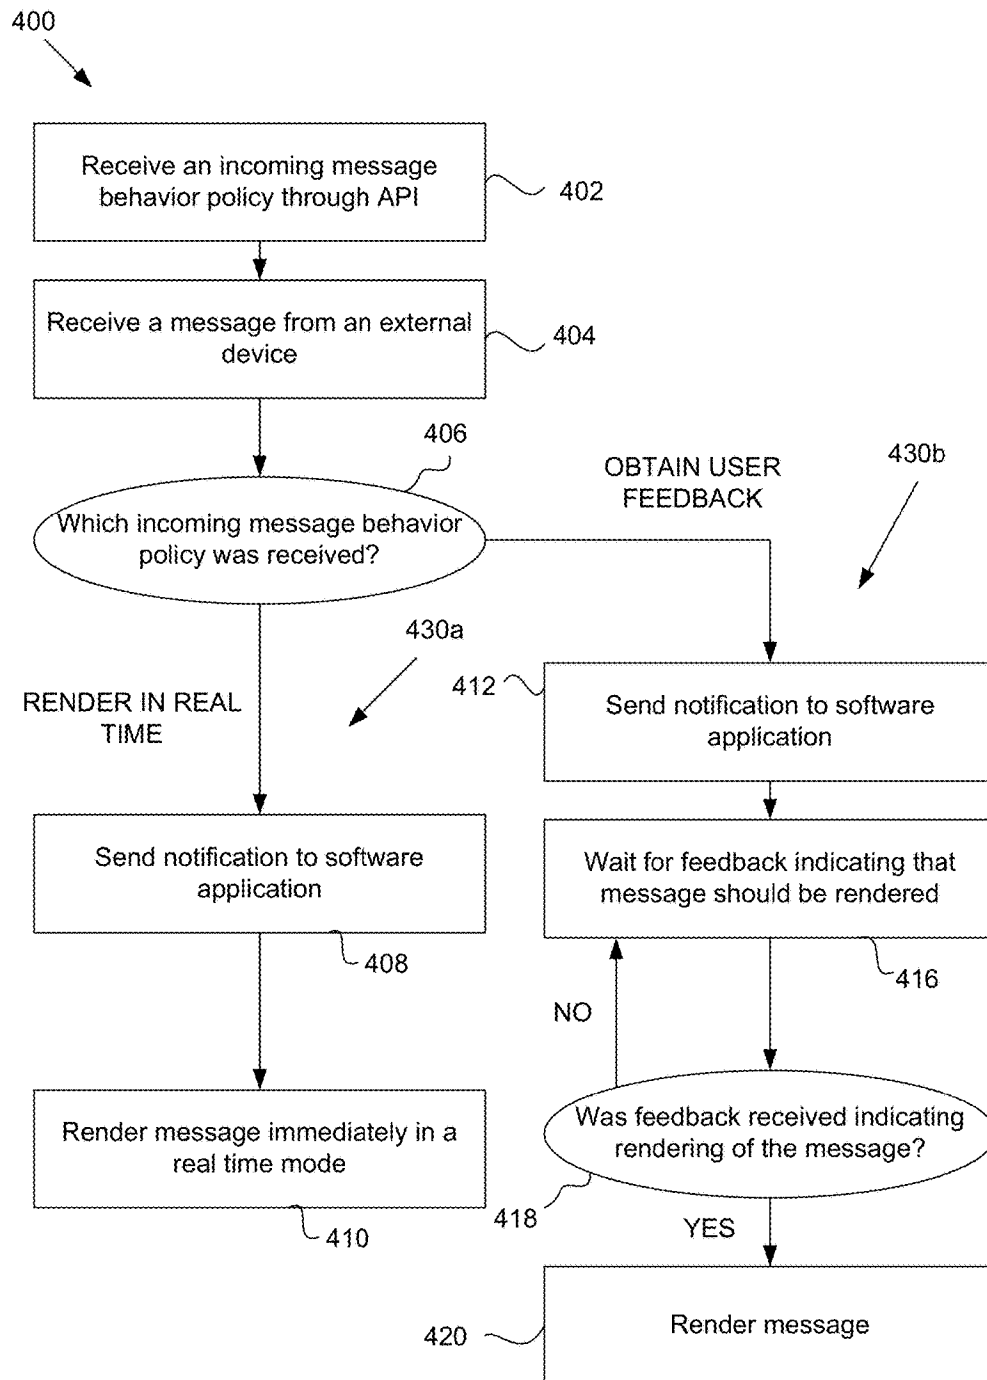 400
Receive an incoming message
behavior policy through API
402
Receive a message from an external
device
404
406
Which incoming message behavior
policy was received?
OBTAIN USER
FEEDBACK
430b
430a
RENDER IN REAL
TIME
412
Send notification to software
application
Send notification to software
application
408
Wait for feedback indicating that
message should be rendered
416
NO
Render message immediately in a
real time mode
410
Was feedback received indicating
rendering of the message?
418
YES
420
Render message